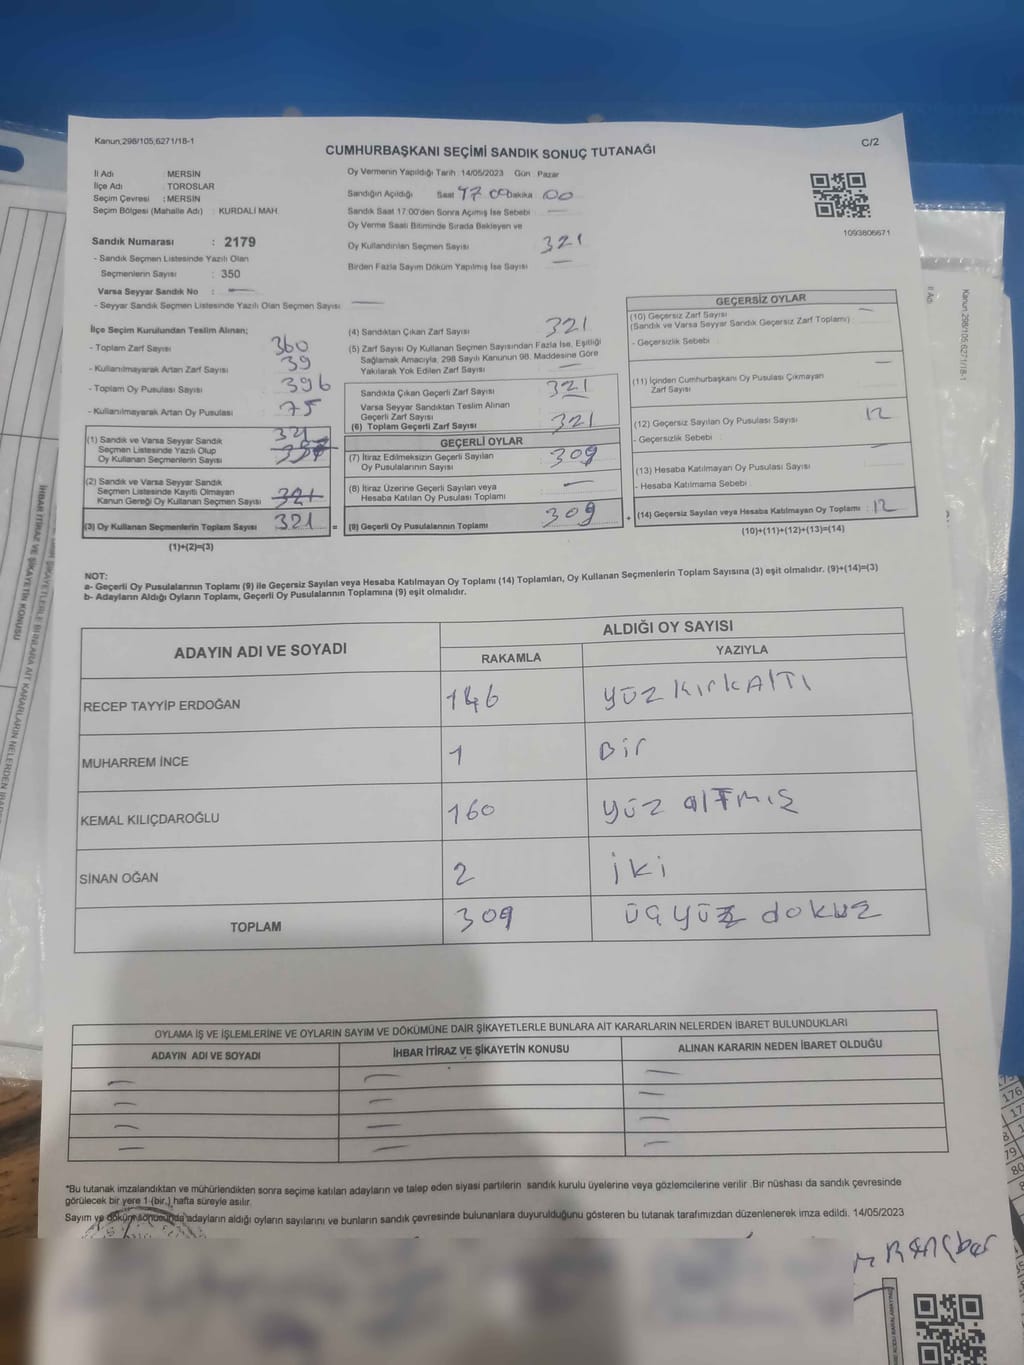 Kanun;298/105;6271/18-1
C/2
CUMHURBAŞKANI SEÇİMİ SANDIK SONUÇ TUTANAĞI
İl Adı : MERSİN
İlçe Adı : TOROSLAR
Seçim Çevresi : MERSİN
Seçim Bölgesi (Mahalle Adı) : KURDALİ MAH.
Sandık Numarası : 2179
- Sandık Seçmen Listesinde Yazılı Olan
Seçmenlerin Sayısı : 350
Varsa Seyyar Sandık No : —
- Seyyar Sandık Seçmen Listesinde Yazılı Olan Seçmen Sayısı : —
Oy Vermenin Yapıldığı Tarih : 14/05/2023 Gün : Pazar
Sandığın Açıldığı Saat 17.00 Dakika 00
Sandık Saat 17.00'den Sonra Açımış İse Sebebi : —
Oy Verme Saati Bitiminde Sırada Bekleyen ve
Oy Kullandırılan Seçmen Sayısı 321
Birden Fazla Sayım Döküm Yapılmış İse Sayısı : —
1093806671
İlçe Seçim Kurulundan Teslim Alınan;
- Toplam Zarf Sayısı : 360
- Kullanılmayarak Artan Zarf Sayısı : 39
- Toplam Oy Pusulası Sayısı : 396
- Kullanılmayarak Artan Oy Pusulası : 75
(1) Sandık ve Varsa Seyyar Sandık
Seçmen Listesinde Yazılı Olup
Oy Kullanan Seçmenlerin Sayısı 321
(2) Sandık ve Varsa Seyyar Sandık
Seçmen Listesinde Kayıtlı Olmayan
Kanun Gereği Oy Kullanan Seçmen Sayısı 321
(3) Oy Kullanan Seçmenlerin Toplam Sayısı 321
(1)+(2)=(3)
(4) Sandıktan Çıkan Zarf Sayısı 321
(5) Zarf Sayısı Oy Kullanan Seçmen Sayısından Fazla İse, Eşitliği
Sağlamak Amacıyla, 298 Sayılı Kanunun 98. Maddesine Göre
Yakılarak Yok Edilen Zarf Sayısı —
Sandıkta Çıkan Geçerli Zarf Sayısı 321
Varsa Seyyar Sandıktan Teslim Alınan
Geçerli Zarf Sayısı
(6) Toplam Geçerli Zarf Sayısı 321
GEÇERLİ OYLAR
(7) İtiraz Edilmeksizin Geçerli Sayılan
Oy Pusulalarının Sayısı 309
(8) İtiraz Üzerine Geçerli Sayılan veya
Hesaba Katılan Oy Pusulası Toplamı —
(9) Geçerli Oy Pusulalarının Toplamı 309
GEÇERSİZ OYLAR
(10) Geçersiz Zarf Sayısı —
(Sandık ve Varsa Seyyar Sandık Geçersiz Zarf Toplamı)
- Geçersizlik Sebebi :
(11) İçinden Cumhurbaşkanı Oy Pusulası Çıkmayan —
Zarf Sayısı
(12) Geçersiz Sayılan Oy Pusulası Sayısı : 12
- Geçersizlik Sebebi :
(13) Hesaba Katılmayan Oy Pusulası Sayısı : —
- Hesaba Katılmama Sebebi :
(14) Geçersiz Sayılan veya Hesaba Katılmayan Oy Toplamı : 12
(10)+(11)+(12)+(13)=(14)
NOT:
a- Geçerli Oy Pusulalarının Toplamı (9) ile Geçersiz Sayılan veya Hesaba Katılmayan Oy Toplamı (14) Toplamları, Oy Kullanan Seçmenlerin Toplam Sayısına (3) eşit olmalıdır. (9)+(14)=(3)
b- Adayların Aldığı Oyların Toplamı, Geçerli Oy Pusulalarının Toplamına (9) eşit olmalıdır.
ADAYIN ADI VE SOYADI
ALDIĞI OY SAYISI
RAKAMLA YAZIYLA
RECEP TAYYİP ERDOĞAN 146 yüz kırk ALTI
MUHARREM İNCE 1 Bir
KEMAL KILIÇDAROĞLU 160 yüz altmış
SİNAN OĞAN 2 iki
TOPLAM 309 üç yüz dokuz
OYLAMA İŞ VE İŞLEMLERİNE VE OYLARIN SAYIM VE DÖKÜMÜNE DAİR ŞİKAYETLERLE BUNLARA AİT KARARLARIN NELERDEN İBARET BULUNDUKLARI
ADAYIN ADI VE SOYADI İHBAR İTİRAZ VE ŞİKAYETİN KONUSU ALINAN KARARIN NEDEN İBARET OLDUĞU
— — —
— — —
— — —
— — —
*Bu tutanak imzalandıktan ve mühürlendikten sonra seçime katılan adayların ve talep eden siyasi partilerin sandık kurulu üyelerine veya gözlemcilerine verilir .Bir nüshası da sandık çevresinde
görülecek bir yere 1 (bir.) hafta süreyle asılır.
Sayım ve döküm sonucunda adayların aldığı oyların sayılarını ve bunların sandık çevresinde bulunanlara duyurulduğunu gösteren bu tutanak tarafımızdan düzenlenerek imza edildi. 14/05/2023
İl Adı
Kanun;298/105;6271/18-1
İHBAR İTİRAZ VE ŞİKAYETİN KONUSU
176